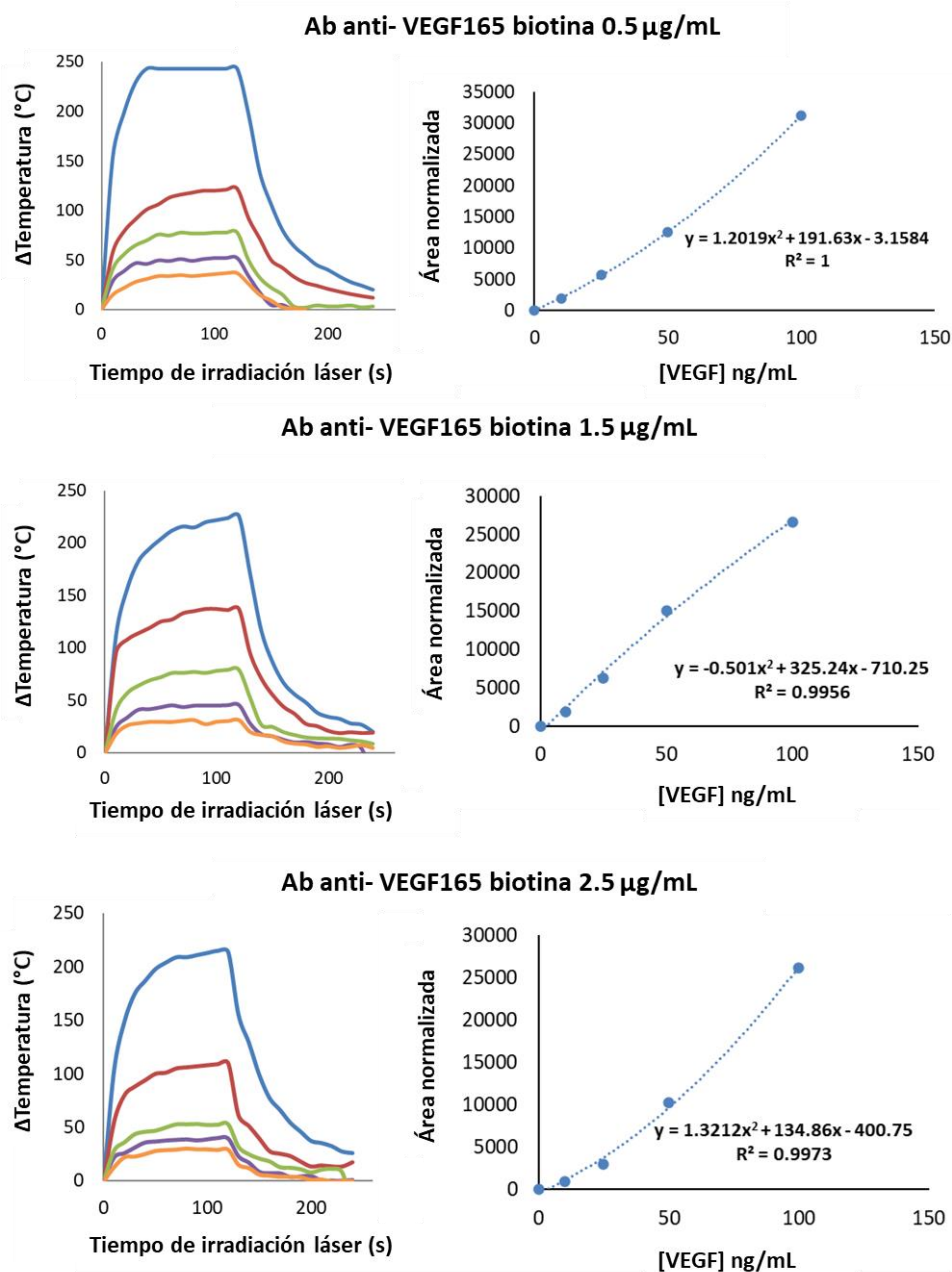 Ab anti- VEGF165 biotina 0.5 µg/mL
ΔTemperatura (°C)
250
200
150
100
50
0
100
200
Tiempo de irradiación láser (s)
Área normalizada
35000
30000
25000
20000
15000
10000
5000
0
y = 1.2019x² + 191.63x - 3.1584
R² = 1
0
50
100
150
[VEGF] ng/mL
Ab anti- VEGF165 biotina 1.5 µg/mL
ΔTemperatura (°C)
250
200
150
100
50
0
0
100
200
Tiempo de irradiación láser (s)
Área normalizada
30000
25000
20000
15000
10000
5000
0
y = -0.501x² + 325.24x - 710.25
R² = 0.9956
0
50
100
150
[VEGF] ng/mL
Ab anti- VEGF165 biotina 2.5 µg/mL
ΔTemperatura (°C)
250
200
150
100
50
0
0
100
200
Tiempo de irradiación láser (s)
Área normalizada
30000
25000
20000
15000
10000
5000
0
y = 1.3212x² + 134.86x - 400.75
R² = 0.9973
0
50
100
150
[VEGF] ng/mL